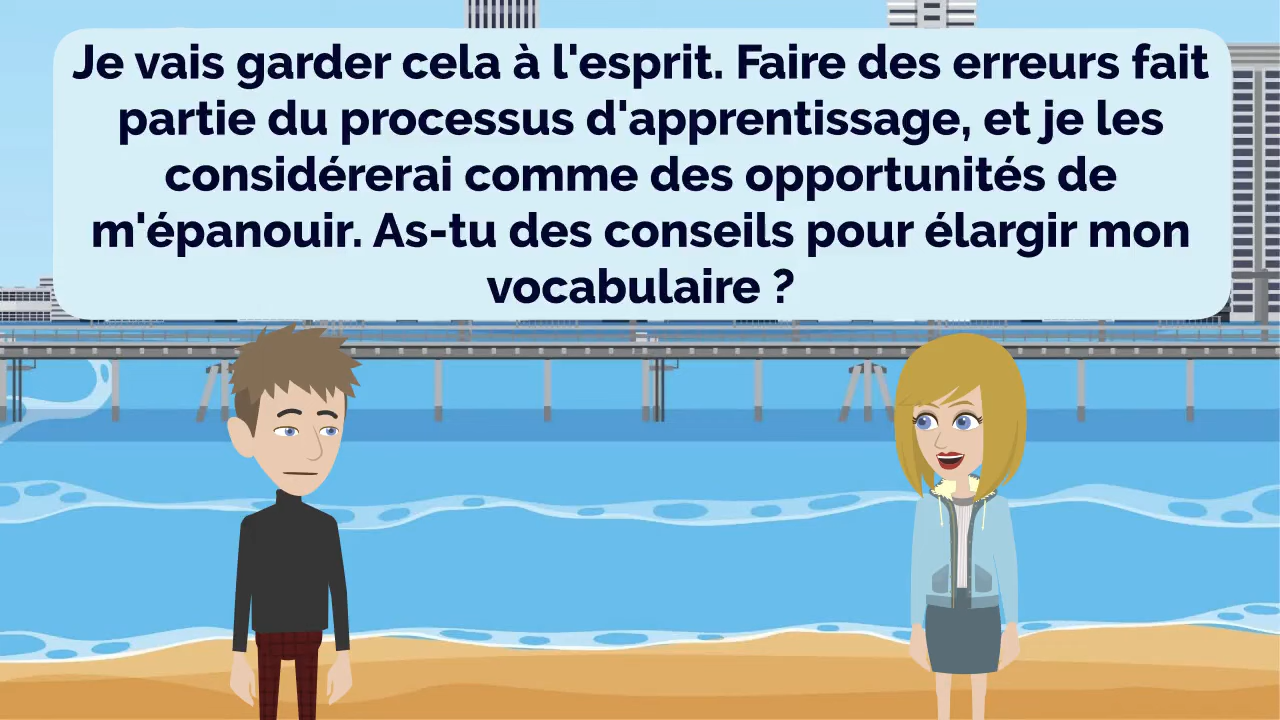 Je vais garder cela à l'esprit. Faire des erreurs fait
partie du processus d'apprentissage, et je les
considérerai comme des opportunités de
m'épanouir. As-tu des conseils pour élargir mon
vocabulaire ?